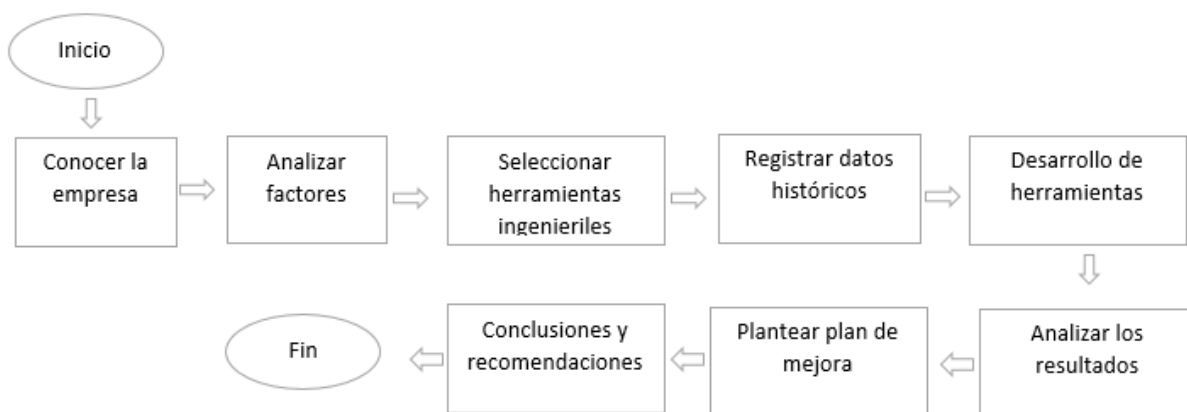 Inicio
Conocer la
empresa
Analizar
factores
Seleccionar
herramientas
ingenieriles
Registrar datos
históricos
Desarrollo de
herramientas
Analizar los
resultados
Plantear plan de
mejora
Conclusiones y
recomendaciones
Fin